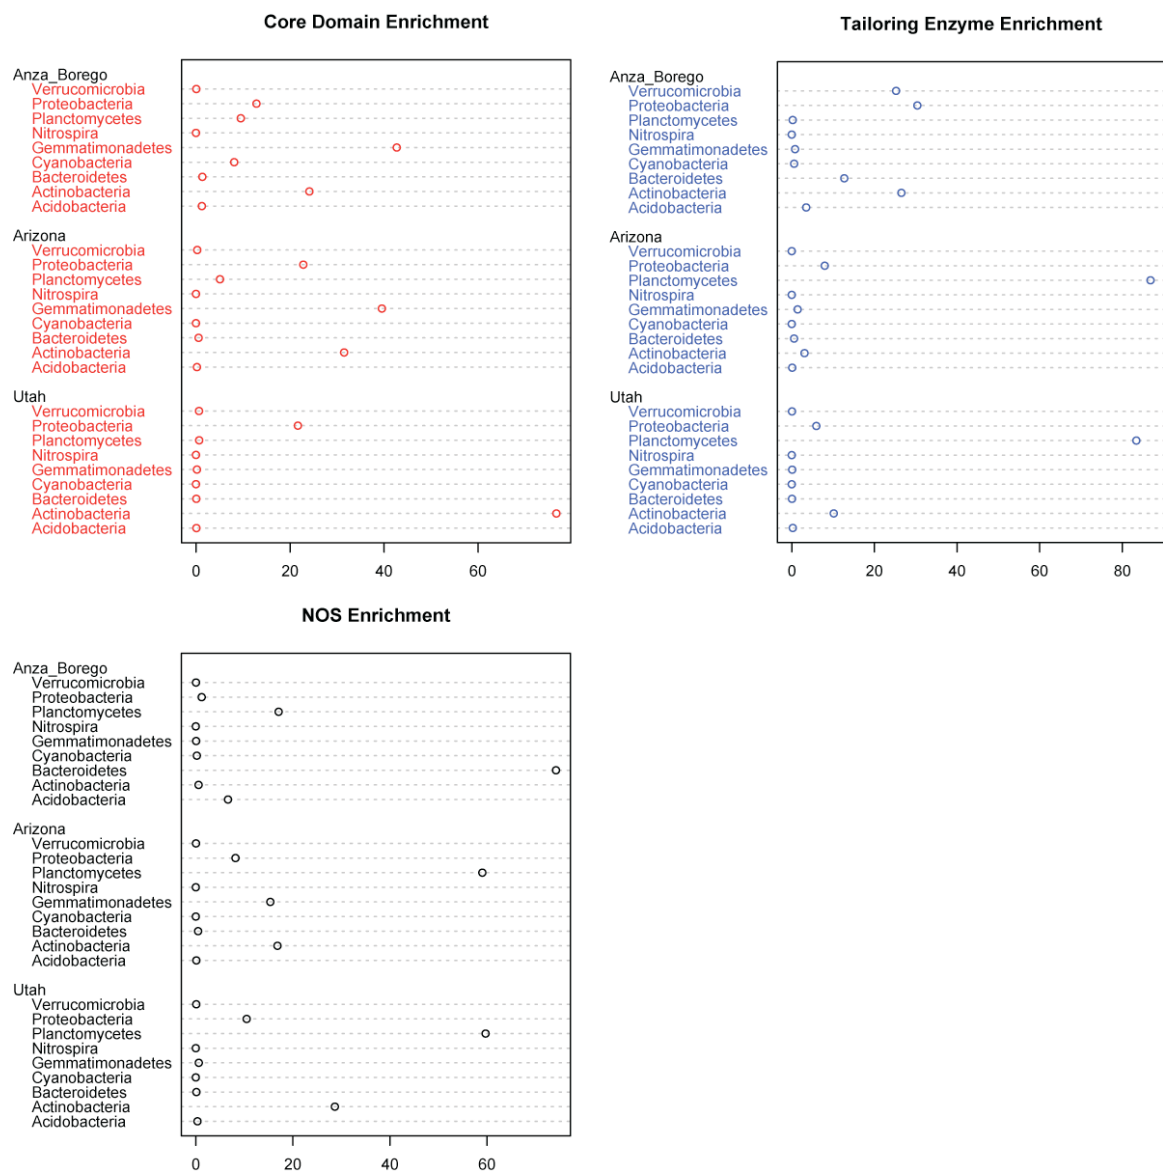 Core Domain Enrichment
Anza_Borego
Verrucomicrobia
Proteobacteria
Planctomycetes
Nitrospira
Gemmatimonadetes
Cyanobacteria
Bacteroidetes
Actinobacteria
Acidobacteria
Arizona
Verrucomicrobia
Proteobacteria
Planctomycetes
Nitrospira
Gemmatimonadetes
Cyanobacteria
Bacteroidetes
Actinobacteria
Acidobacteria
Utah
Verrucomicrobia
Proteobacteria
Planctomycetes
Nitrospira
Gemmatimonadetes
Cyanobacteria
Bacteroidetes
Actinobacteria
Acidobacteria
0 20 40 60
Tailoring Enzyme Enrichment
Anza_Borego
Verrucomicrobia
Proteobacteria
Planctomycetes
Nitrospira
Gemmatimonadetes
Cyanobacteria
Bacteroidetes
Actinobacteria
Acidobacteria
Arizona
Verrucomicrobia
Proteobacteria
Planctomycetes
Nitrospira
Gemmatimonadetes
Cyanobacteria
Bacteroidetes
Actinobacteria
Acidobacteria
Utah
Verrucomicrobia
Proteobacteria
Planctomycetes
Nitrospira
Gemmatimonadetes
Cyanobacteria
Bacteroidetes
Actinobacteria
Acidobacteria
0 20 40 60 80
NOS Enrichment
Anza_Borego
Verrucomicrobia
Proteobacteria
Planctomycetes
Nitrospira
Gemmatimonadetes
Cyanobacteria
Bacteroidetes
Actinobacteria
Acidobacteria
Arizona
Verrucomicrobia
Proteobacteria
Planctomycetes
Nitrospira
Gemmatimonadetes
Cyanobacteria
Bacteroidetes
Actinobacteria
Acidobacteria
Utah
Verrucomicrobia
Proteobacteria
Planctomycetes
Nitrospira
Gemmatimonadetes
Cyanobacteria
Bacteroidetes
Actinobacteria
Acidobacteria
0 20 40 60